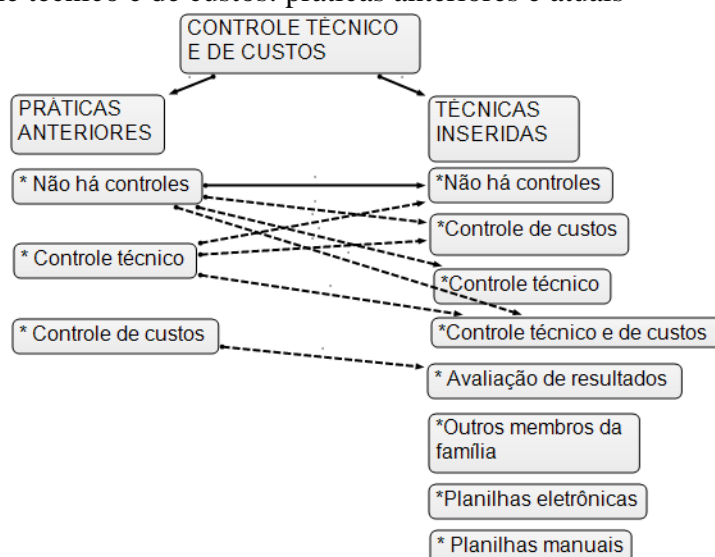 e técnico e de custos: práticas anteriores e atuais
CONTROLE TÉCNICO
E DE CUSTOS
PRÁTICAS
ANTERIORES
TÉCNICAS
INSERIDAS
* Não há controles
*Não há controles
*Controle de custos
* Controle técnico
*Controle técnico
* Controle de custos
*Controle técnico e de custos
* Avaliação de resultados
*Outros membros da
família
*Planilhas eletrônicas
* Planilhas manuais